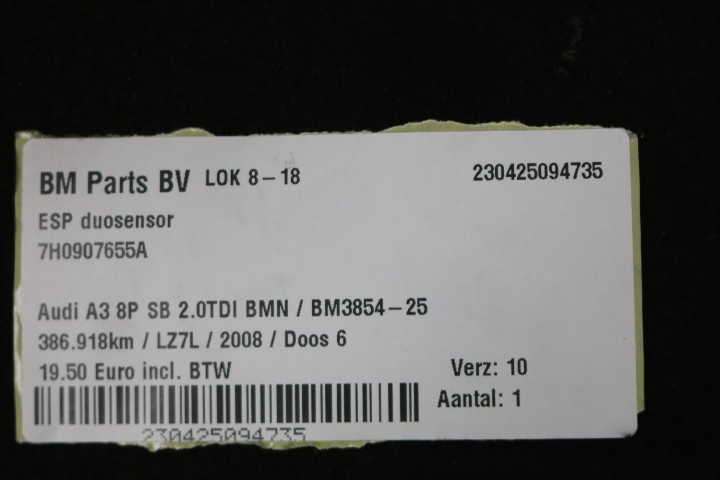 BM Parts BV LOK 8-18 230425094735
ESP duosensor
7H0907655A
Audi A3 8P SB 2.0TDI BMN / BM3854-25
386.918km / LZ7L / 2008 / Doos 6
19.50 Euro incl. BTW Verz: 10
Aantal: 1
230425094735